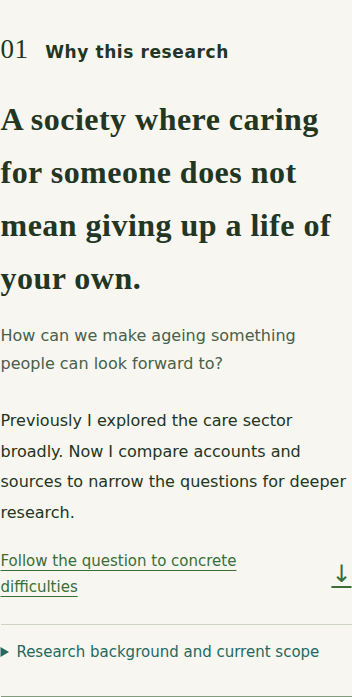 01 Why this research
A society where caring
for someone does not
mean giving up a life of
your own.
How can we make ageing something
people can look forward to?
Previously I explored the care sector
broadly. Now I compare accounts and
sources to narrow the questions for deeper
research.
Follow the question to concrete
difficulties
↓
▶ Research background and current scope